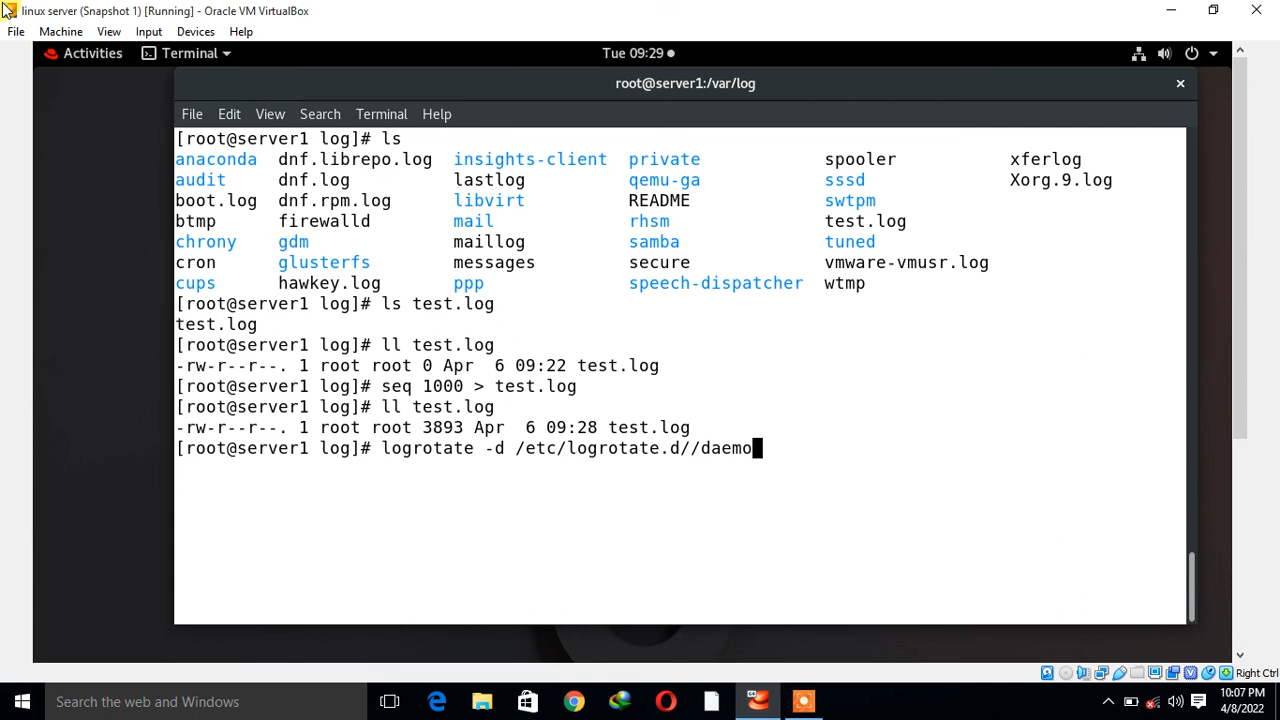 linux server (Snapshot 1) [Running] - Oracle VM VirtualBox
File Machine View Input Devices Help
Activities Terminal Tue 09:29
root@server1:/var/log
File Edit View Search Terminal Help
[root@server1 log]# ls
anaconda dnf.librepo.log insights-client private spooler xferlog
audit dnf.log lastlog qemu-ga sssd Xorg.9.log
boot.log dnf.rpm.log libvirt README swtpm
btmp firewalld mail rhsm test.log
chrony gdm maillog samba tuned
cron glusterfs messages secure vmware-vmusr.log
cups hawkey.log ppp speech-dispatcher wtmp
[root@server1 log]# ls test.log
test.log
[root@server1 log]# ll test.log
-rw-r--r--. 1 root root 0 Apr  6 09:22 test.log
[root@server1 log]# seq 1000 > test.log
[root@server1 log]# ll test.log
-rw-r--r--. 1 root root 3893 Apr  6 09:28 test.log
[root@server1 log]# logrotate -d /etc/logrotate.d//daemo
Right Ctrl
Search the web and Windows
10:07 PM
4/8/2022